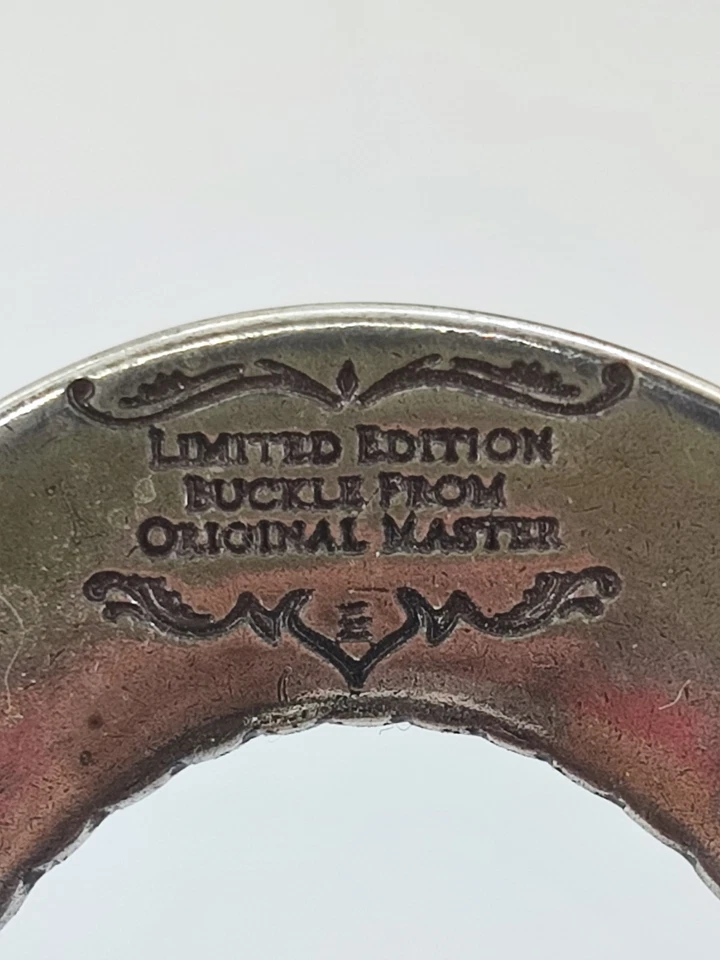 LIMITED EDITION
BUCKLE FROM
ORIGINAL MASTER
E